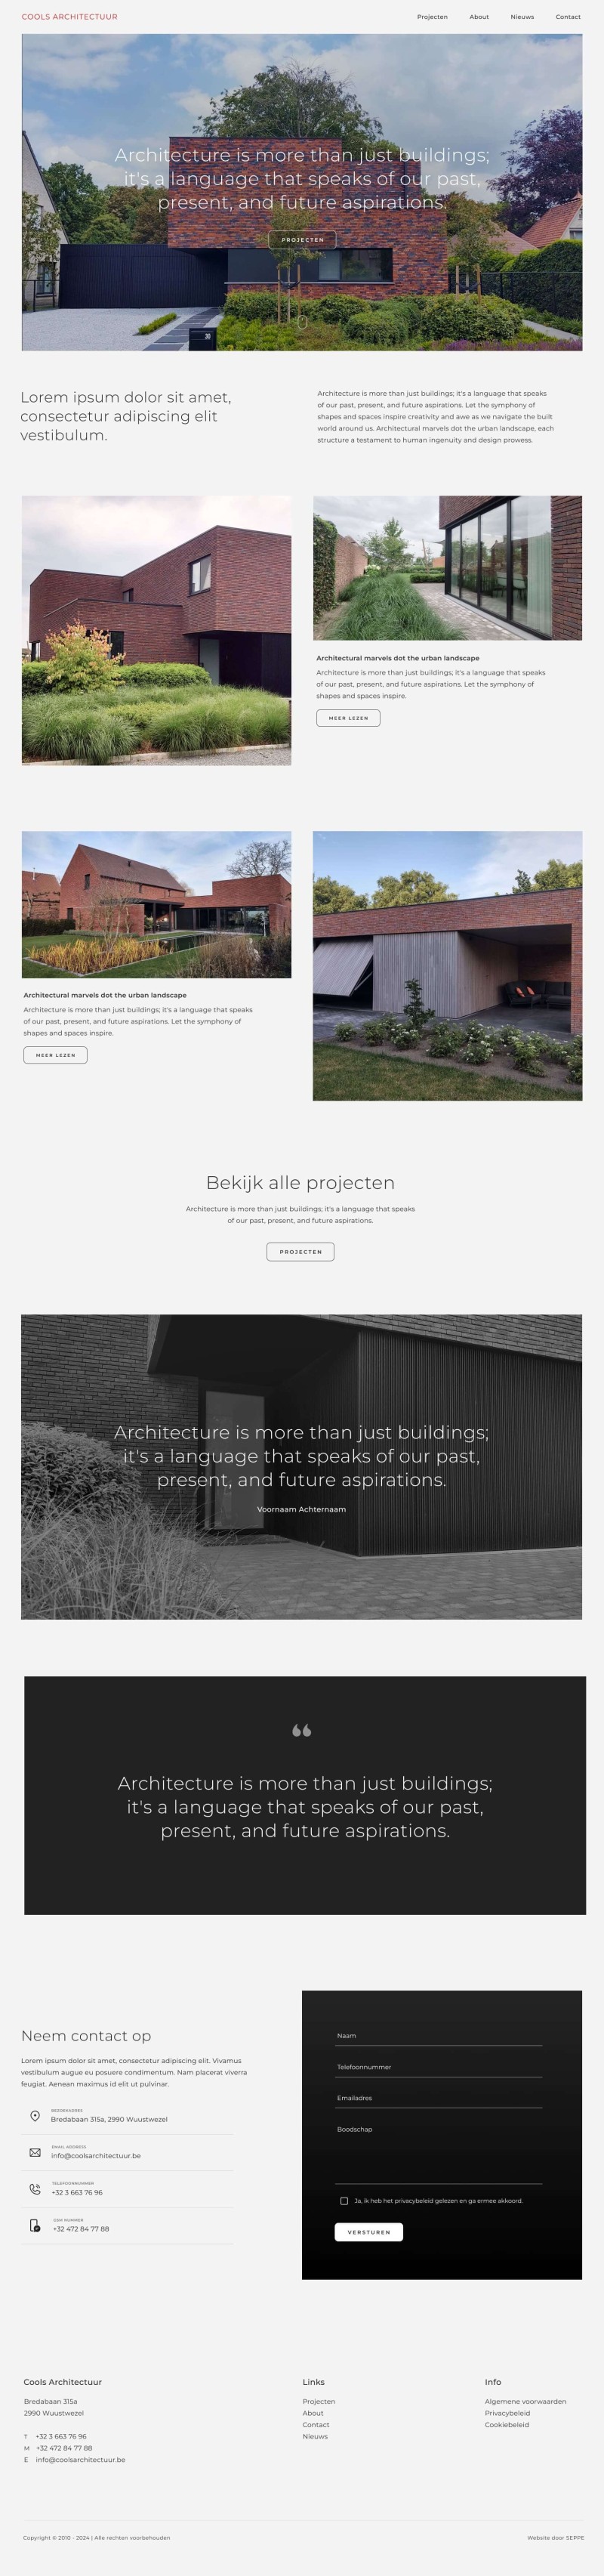 COOLS ARCHITECTUUR
Projecten About Nieuws Contact
Architecture is more than just buildings;
it's a language that speaks of our past,
present, and future aspirations.
PROJECTEN
Lorem ipsum dolor sit amet,
consectetur adipiscing elit
vestibulum.
Architecture is more than just buildings; it's a language that speaks
of our past, present, and future aspirations. Let the symphony of
shapes and spaces inspire creativity and awe as we navigate the built
world around us. Architectural marvels dot the urban landscape, each
structure a testament to human ingenuity and design prowess.
Architectural marvels dot the urban landscape
Architecture is more than just buildings; it's a language that speaks
of our past, present, and future aspirations. Let the symphony of
shapes and spaces inspire.
MEER LEZEN
Architectural marvels dot the urban landscape
Architecture is more than just buildings; it's a language that speaks
of our past, present, and future aspirations. Let the symphony of
shapes and spaces inspire.
MEER LEZEN
Bekijk alle projecten
Architecture is more than just buildings; it's a language that speaks
of our past, present, and future aspirations.
PROJECTEN
Architecture is more than just buildings;
it's a language that speaks of our past,
present, and future aspirations.
Voornaam Achternaam
“
Architecture is more than just buildings;
it's a language that speaks of our past,
present, and future aspirations.
Neem contact op
Lorem ipsum dolor sit amet, consectetur adipiscing elit. Vivamus
vestibulum augue eu posuere condimentum. Nam placerat viverra
feugiat. Aenean maximus id elit ut pulvinar.
Bredabaan 315a, 2990 Wuustwezel
EMAIL ADDRESS
info@coolsarchitectuur.be
TELEFOONNUMMER
+32 3 663 76 96
GSM NUMMER
+32 472 84 77 88
Naam
Telefoonnummer
Emailadres
Boodschap
Ja, ik heb het privacybeleid gelezen en ga ermee akkoord.
VERSTUREN
Cools Architectuur
Bredabaan 315a
2990 Wuustwezel
T +32 3 663 76 96
M +32 472 84 77 88
E info@coolsarchitectuur.be
Links
Projecten
About
Contact
Nieuws
Info
Algemene voorwaarden
Privacybeleid
Cookiebeleid
Copyright © 2010 - 2024 | Alle rechten voorbehouden
Website door SEPPE